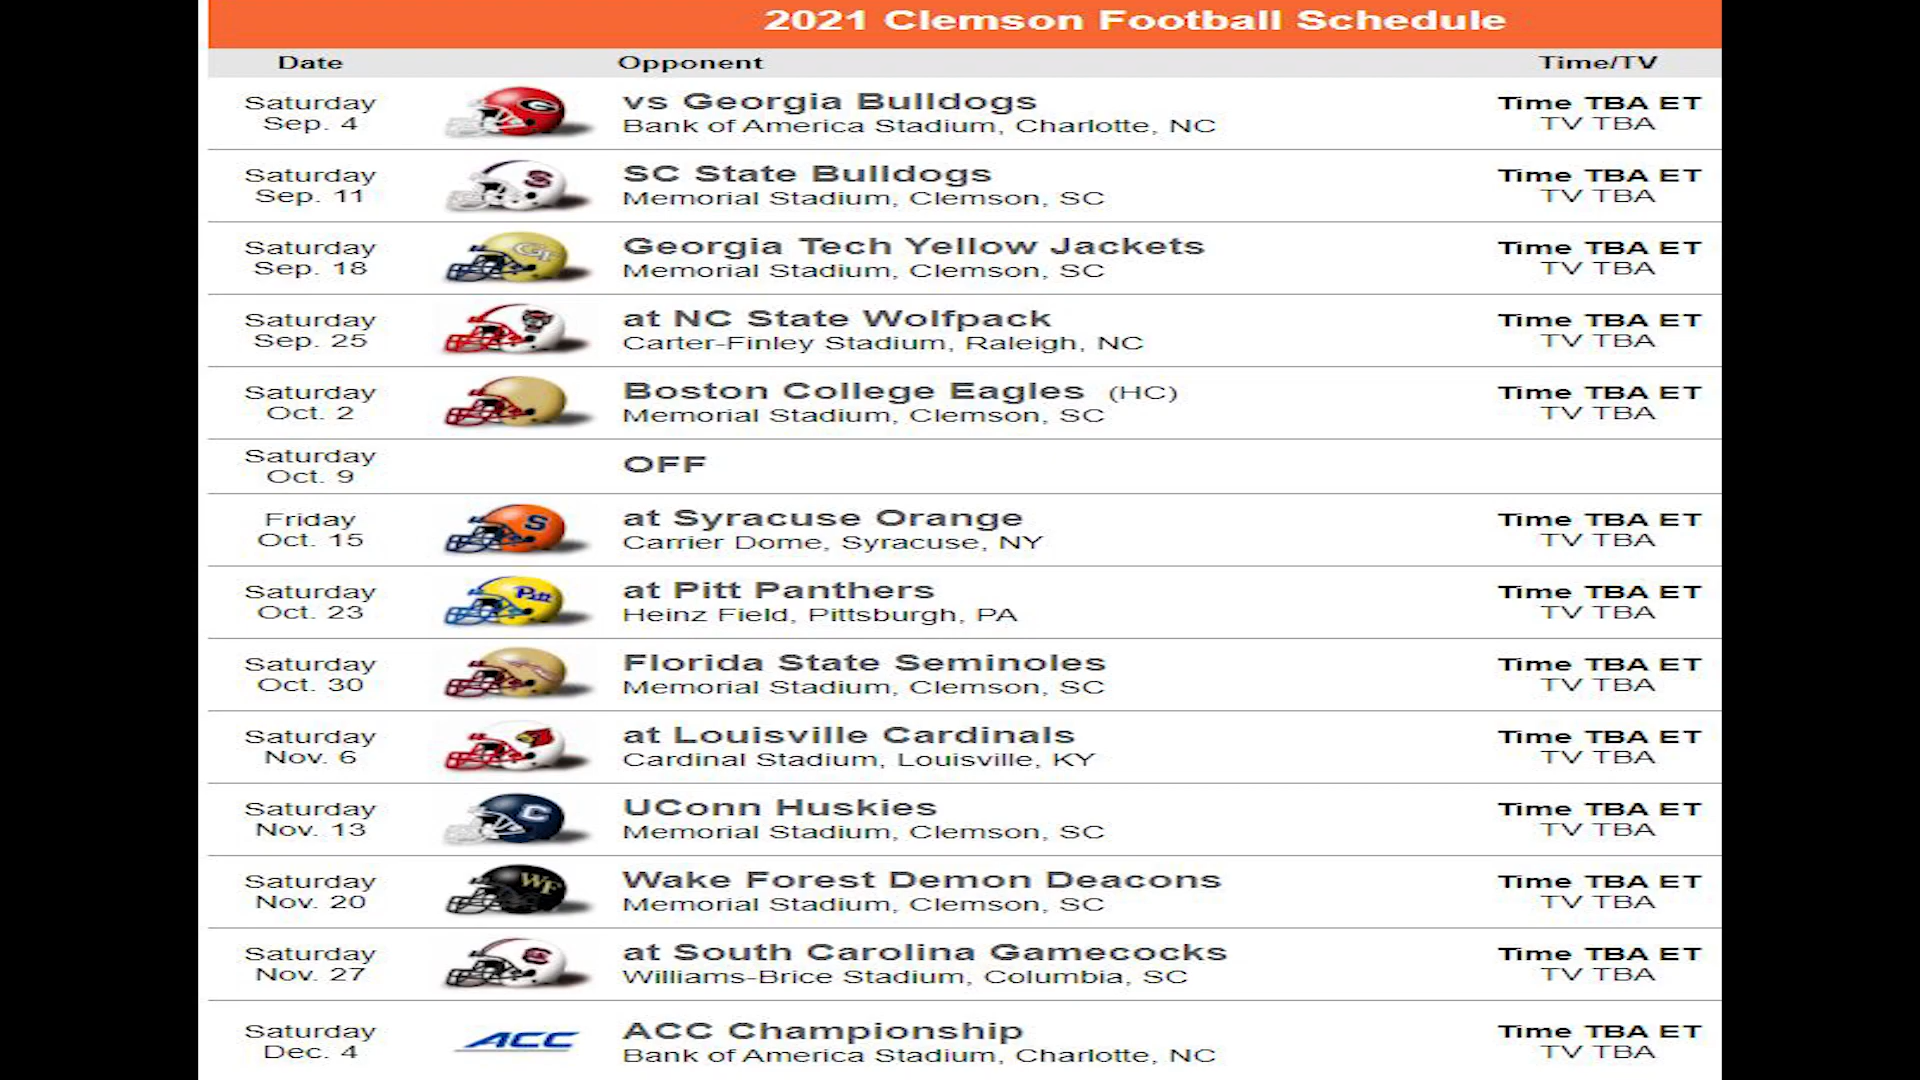 2021 Clemson Football Schedule
Date Opponent Time/TV
Saturday
Sep. 4
G
vs Georgia Bulldogs
Bank of America Stadium, Charlotte, NC
Time TBA ET
TV TBA
Saturday
Sep. 11
S
SC State Bulldogs
Memorial Stadium, Clemson, SC
Time TBA ET
TV TBA
Saturday
Sep. 18
GT
Georgia Tech Yellow Jackets
Memorial Stadium, Clemson, SC
Time TBA ET
TV TBA
Saturday
Sep. 25
at NC State Wolfpack
Carter-Finley Stadium, Raleigh, NC
Time TBA ET
TV TBA
Saturday
Oct. 2
Boston College Eagles (HC)
Memorial Stadium, Clemson, SC
Time TBA ET
TV TBA
Saturday
Oct. 9
OFF
Friday
Oct. 15
S
at Syracuse Orange
Carrier Dome, Syracuse, NY
Time TBA ET
TV TBA
Saturday
Oct. 23
Pitt
at Pitt Panthers
Heinz Field, Pittsburgh, PA
Time TBA ET
TV TBA
Saturday
Oct. 30
Florida State Seminoles
Memorial Stadium, Clemson, SC
Time TBA ET
TV TBA
Saturday
Nov. 6
at Louisville Cardinals
Cardinal Stadium, Louisville, KY
Time TBA ET
TV TBA
Saturday
Nov. 13
C
UConn Huskies
Memorial Stadium, Clemson, SC
Time TBA ET
TV TBA
Saturday
Nov. 20
WF
Wake Forest Demon Deacons
Memorial Stadium, Clemson, SC
Time TBA ET
TV TBA
Saturday
Nov. 27
C
at South Carolina Gamecocks
Williams-Brice Stadium, Columbia, SC
Time TBA ET
TV TBA
Saturday
Dec. 4
ACC
ACC Championship
Bank of America Stadium, Charlotte, NC
Time TBA ET
TV TBA